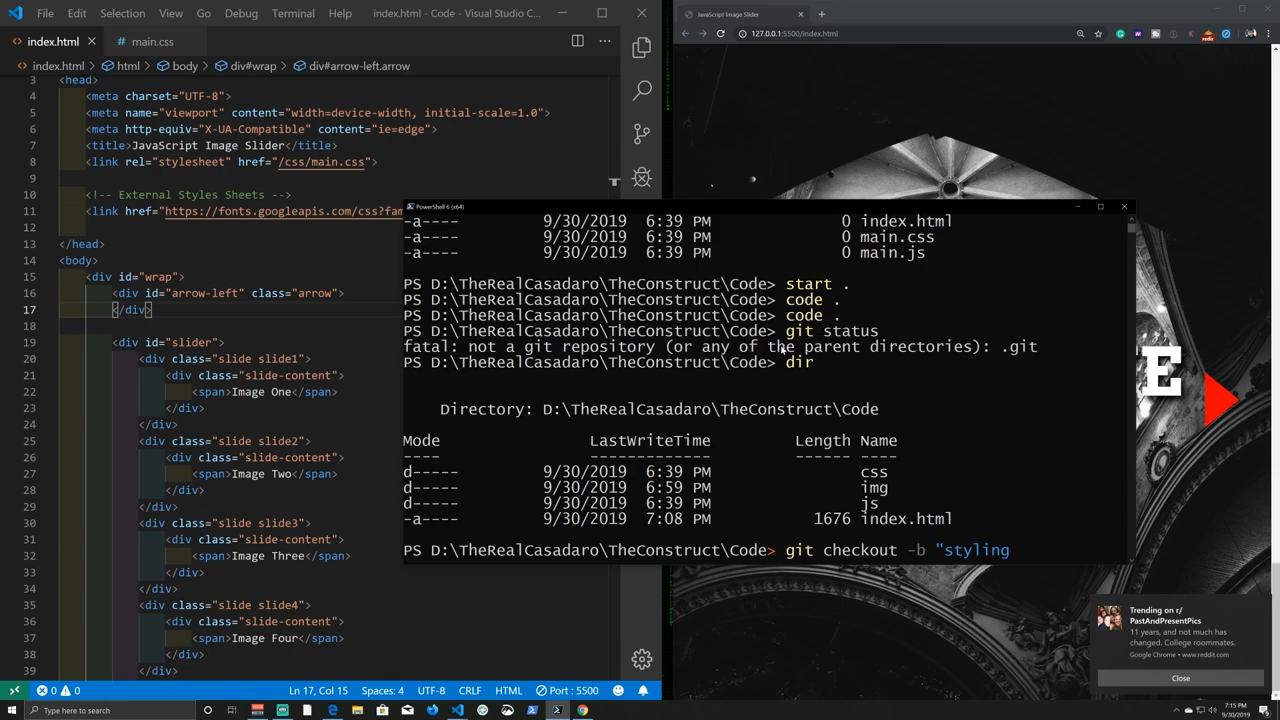 File Edit Selection View Go Debug Terminal Help index.html - Code - Visual Studio C...
index.html
main.css
index.html > html > body > div#wrap > div#arrow-left.arrow
3 <head>
4 <meta charset="UTF-8">
5 <meta name="viewport" content="width=device-width, initial-scale=1.0">
6 <meta http-equiv="X-UA-Compatible" content="ie=edge">
7 <title>JavaScript Image Slider</title>
8 <link rel="stylesheet" href="/css/main.css">
9
10 <!-- External Styles Sheets -->
11 <link href="https://fonts.googleapis.com/css?fam
12
13 </head>
14 <body>
15 <div id="wrap">
16 <div id="arrow-left" class="arrow">
17 </div>
18
19 <div id="slider">
20 <div class="slide slide1">
21 <div class="slide-content">
22 <span>Image One</span>
23 </div>
24 </div>
25 <div class="slide slide2">
26 <div class="slide-content">
27 <span>Image Two</span>
28 </div>
29 </div>
30 <div class="slide slide3">
31 <div class="slide-content">
32 <span>Image Three</span>
33 </div>
34 </div>
35 <div class="slide slide4">
36 <div class="slide-content">
37 <span>Image Four</span>
38 </div>
39 </div>
0 0 Ln 17, Col 15 Spaces: 4 UTF-8 CRLF HTML Port : 5500
JavaScript Image Slider
127.0.0.1:5500/index.html
E
PowerShell 6 (x64)
-a---- 9/30/2019 6:39 PM 0 index.html
-a---- 9/30/2019 6:39 PM 0 main.css
-a---- 9/30/2019 6:39 PM 0 main.js
PS D:\TheRealCasadaro\TheConstruct\Code> start .
PS D:\TheRealCasadaro\TheConstruct\Code> code .
PS D:\TheRealCasadaro\TheConstruct\Code> code .
PS D:\TheRealCasadaro\TheConstruct\Code> git status
fatal: not a git repository (or any of the parent directories): .git
PS D:\TheRealCasadaro\TheConstruct\Code> dir
Directory: D:\TheRealCasadaro\TheConstruct\Code
Mode LastWriteTime Length Name
---- ------------- ------ ----
d----- 9/30/2019 6:39 PM css
d----- 9/30/2019 6:59 PM img
d----- 9/30/2019 6:39 PM js
-a---- 9/30/2019 7:08 PM 1676 index.html
PS D:\TheRealCasadaro\TheConstruct\Code> git checkout -b "styling
Trending on r/
PastAndPresentPics
11 years, and not much has
changed. College roommates.
Google Chrome • www.reddit.com
Close
Type here to search
7:15 PM
9/30/2019